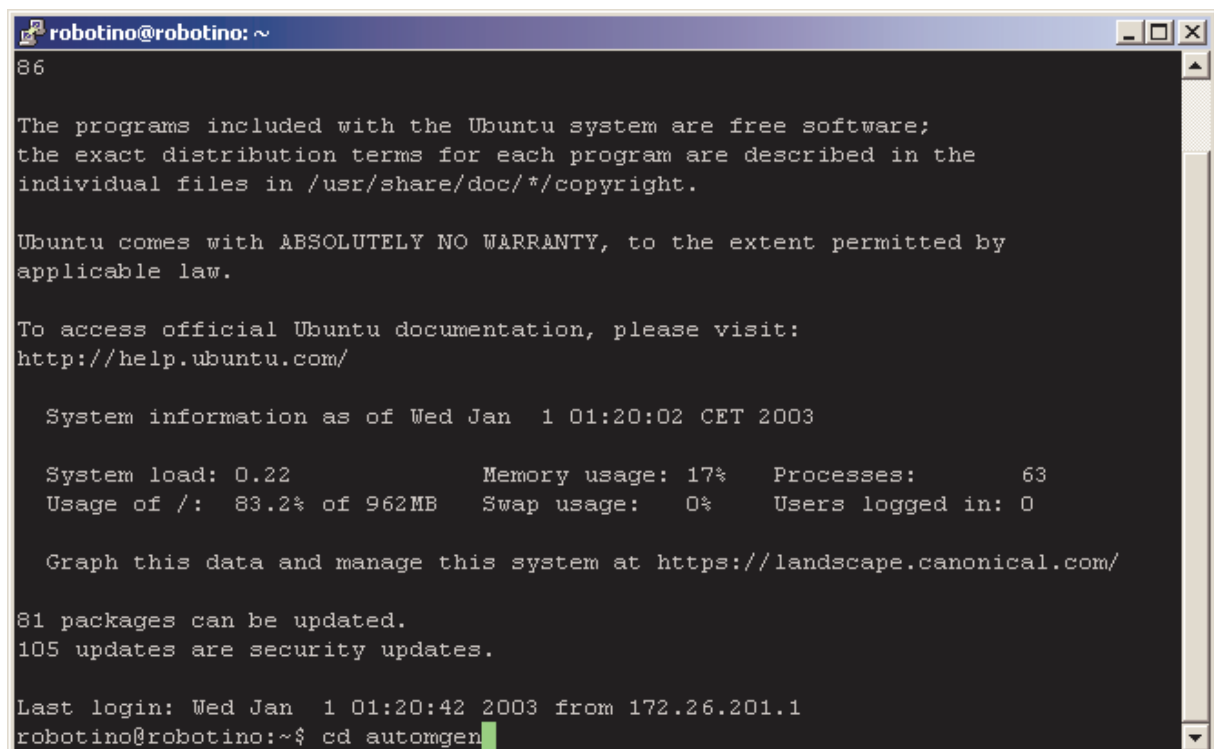 robotino@robotino: ~
86
The programs included with the Ubuntu system are free software;
the exact distribution terms for each program are described in the
individual files in /usr/share/doc/*/copyright.
Ubuntu comes with ABSOLUTELY NO WARRANTY, to the extent permitted by
applicable law.
To access official Ubuntu documentation, please visit:
http://help.ubuntu.com/
System information as of Wed Jan  1 01:20:02 CET 2003
System load: 0.22 Memory usage: 17% Processes: 63
Usage of /: 83.2% of 962MB Swap usage: 0% Users logged in: 0
Graph this data and manage this system at https://landscape.canonical.com/
81 packages can be updated.
105 updates are security updates.
Last login: Wed Jan  1 01:20:42 2003 from 172.26.201.1
robotino@robotino:~$ cd automgen